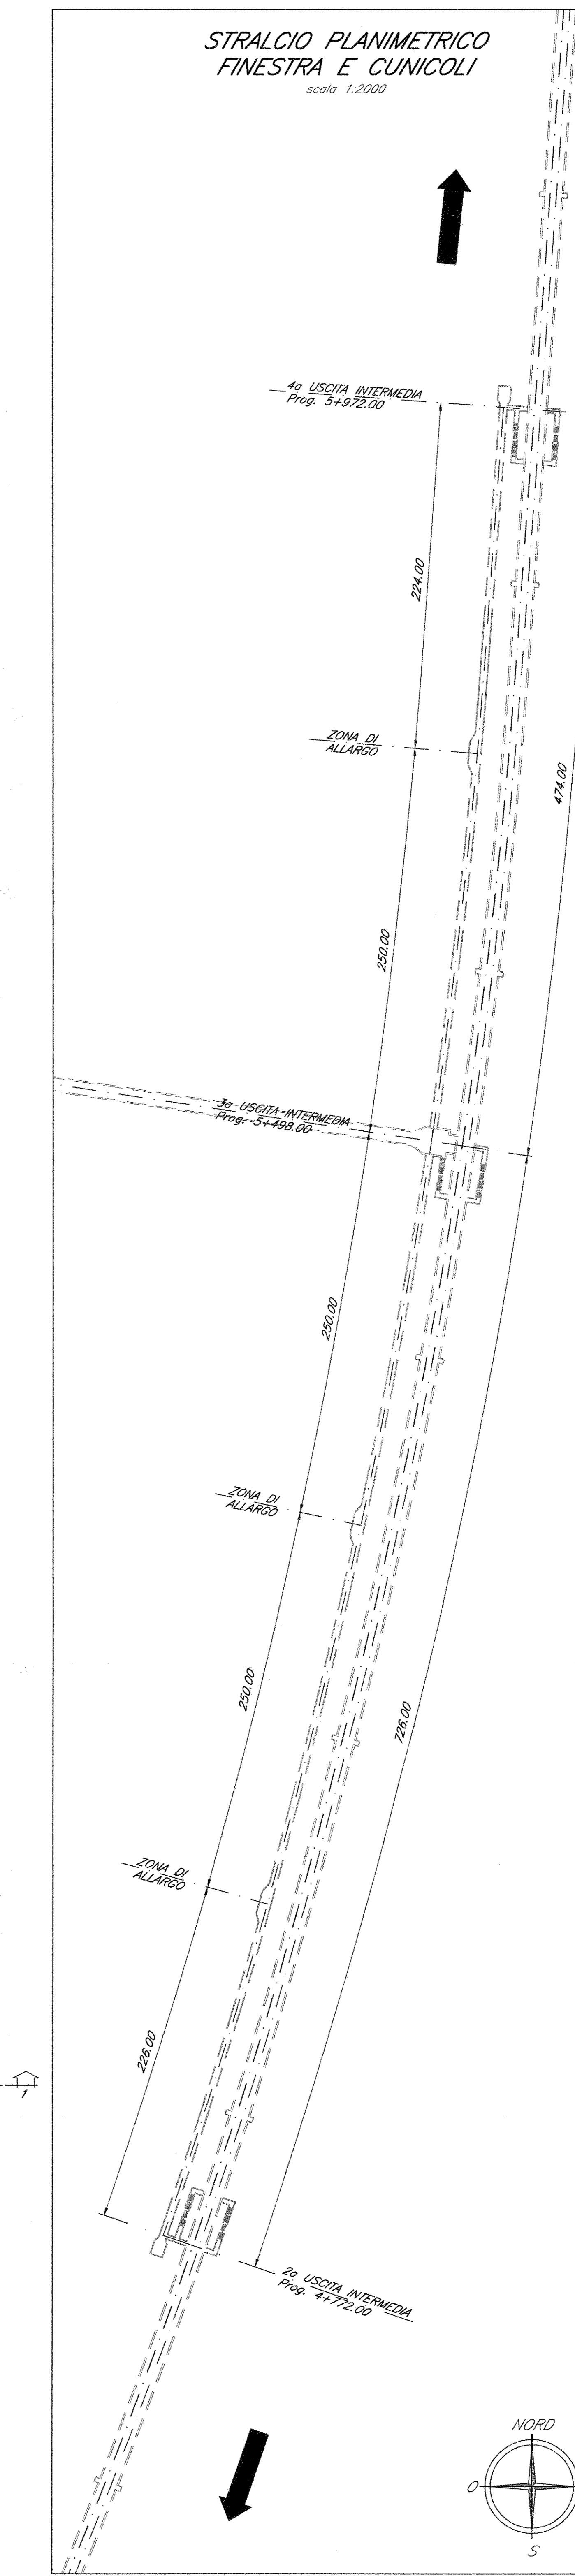 STRALCIO PLANIMETRICO
FINESTRA E CUNICOLI
scala 1:2000
4a USCITA INTERMEDIA
Prog. 5+972.00
224.00
ZONA DI
ALLARGO
474.00
250.00
3a USCITA INTERMEDIA
Prog. 5+498.00
250.00
ZONA DI
ALLARGO
250.00
726.00
ZONA DI
ALLARGO
226.00
1
2a USCITA INTERMEDIA
Prog. 4+772.00
NORD
O
S